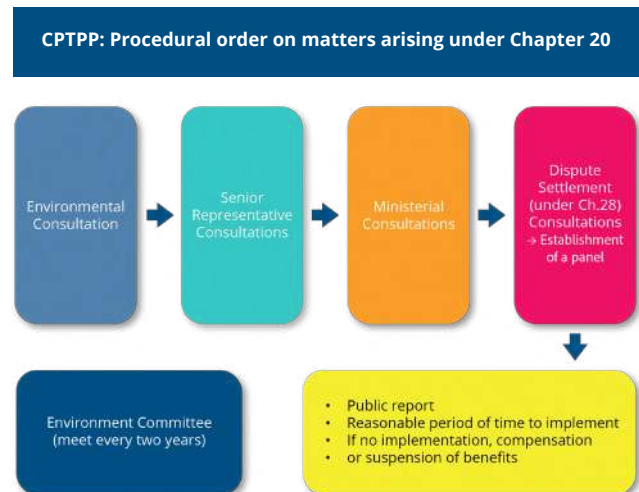 CPTPP: Procedural order on matters arising under Chapter 20
Environmental
Consultation
Senior
Representative
Consultations
Ministerial
Consultations
Dispute
Settlement
(under Ch.28)
Consultations
→ Establishment
of a panel
Environment Committee
(meet every two years)
• Public report
• Reasonable period of time to implement
• If no implementation, compensation
• or suspension of benefits